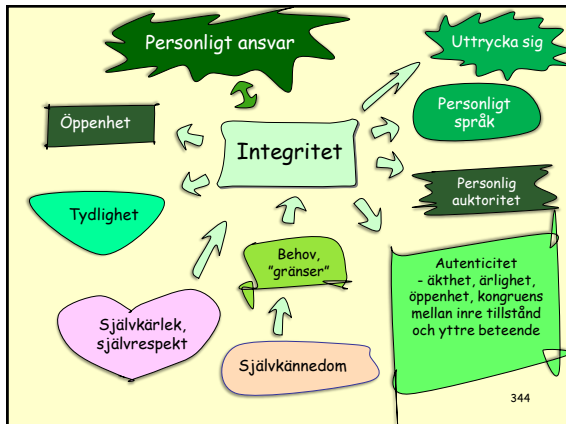 Personligt ansvar
Uttrycka sig
Öppenhet
Personligt
språk
Integritet
Personlig
auktoritet
Tydlighet
Behov,
"gränser"
Autenticitet
- äkthet, ärlighet,
öppenhet, kongruens
mellan inre tillstånd
och yttre beteende
Självkärlek,
självrespekt
Självkännedom
344